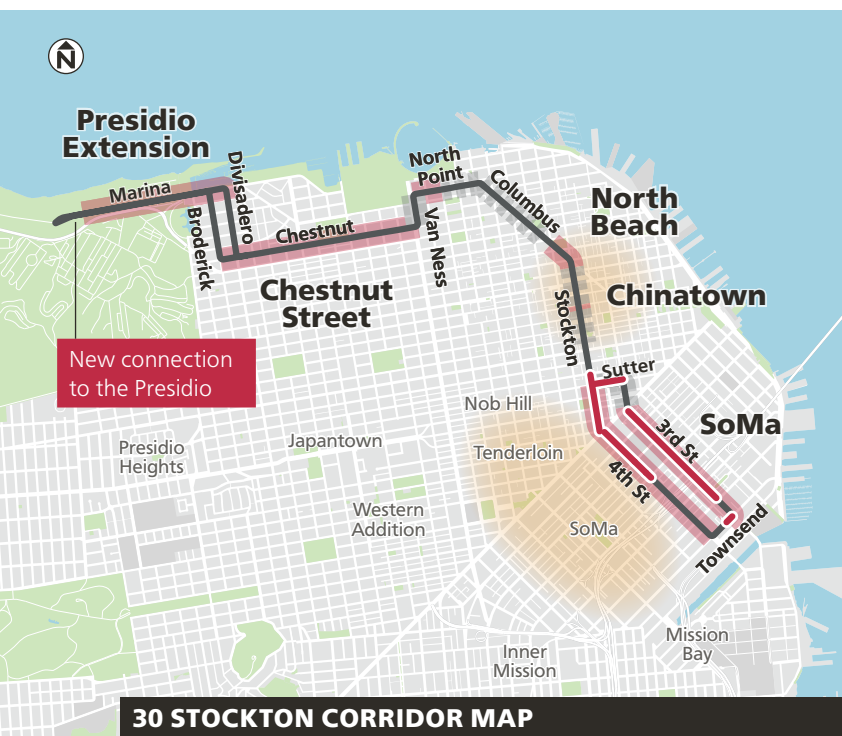 N
Presidio
Extension
Marina
Divisadero
Broderick
Chestnut
North
Point
Van Ness
Columbus
North
Beach
Chestnut
Street
Stockton
Chinatown
New connection
to the Presidio
Sutter
Nob Hill
SoMa
3rd St
Presidio
Heights
Japantown
Tenderloin
4th St
Western
Addition
SoMa
Townsend
Inner
Mission
Mission
Bay
30 STOCKTON CORRIDOR MAP